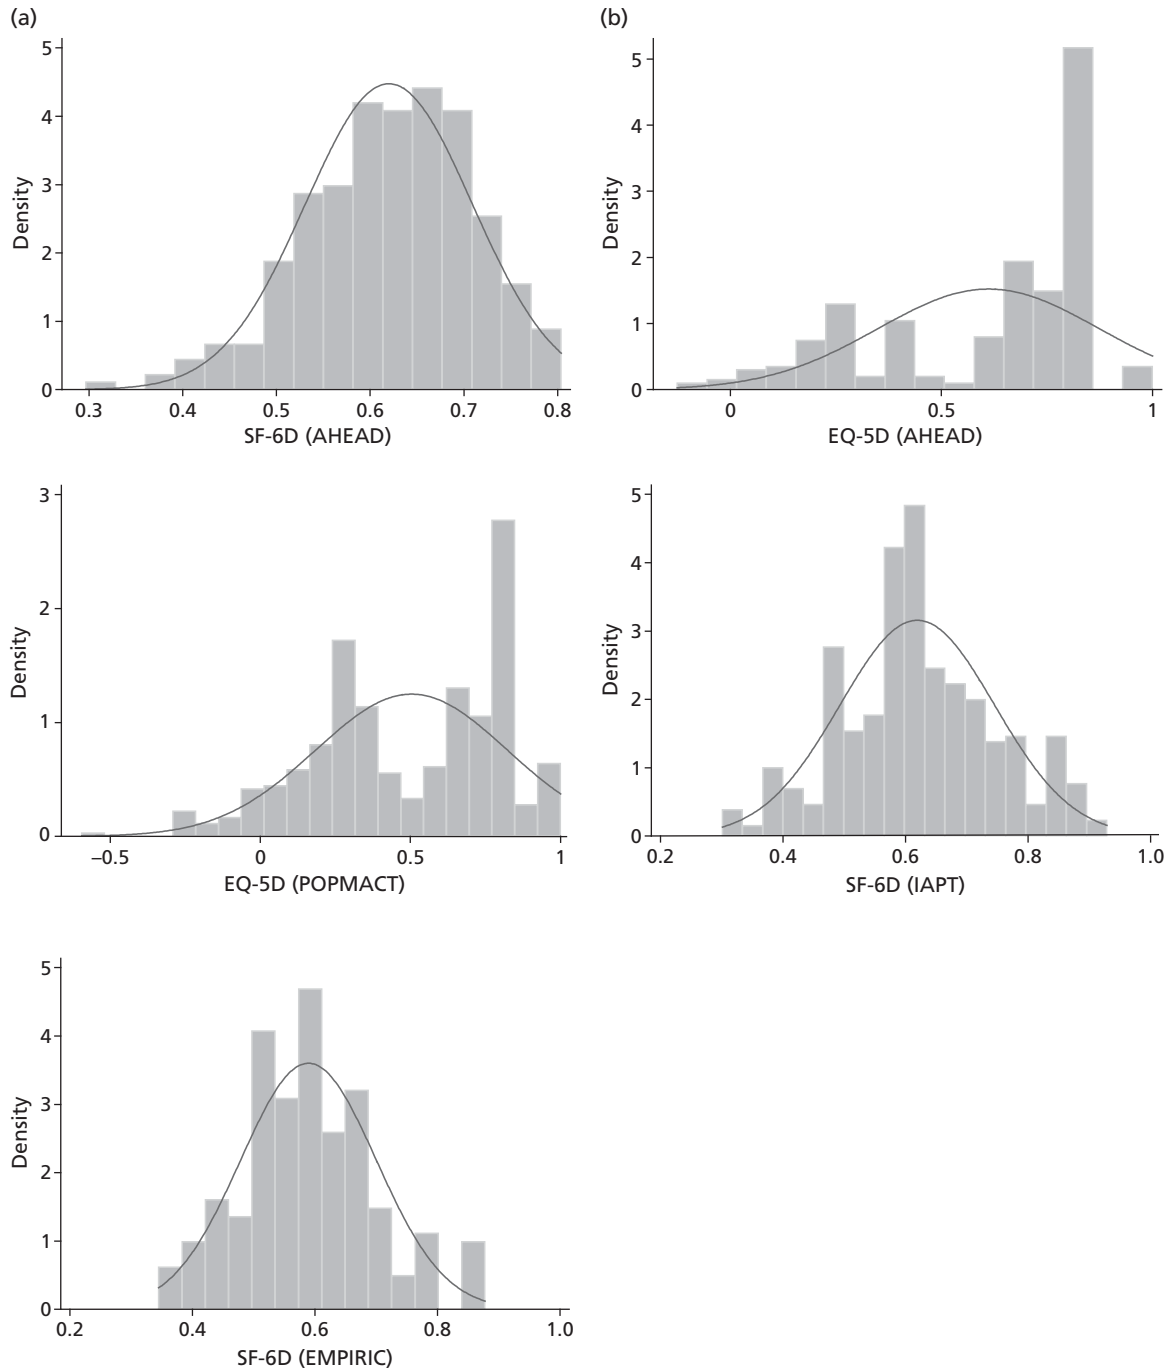 (a)
5
4
3
2
1
0
Density
0.3 0.4 0.5 0.6 0.7 0.8
SF-6D (AHEAD)
(b)
5
4
3
2
1
0
Density
0 0.5 1
EQ-5D (AHEAD)
3
2
1
0
Density
−0.5 0 0.5 1
EQ-5D (POPMACT)
5
4
3
2
1
0
Density
0.2 0.4 0.6 0.8 1.0
SF-6D (IAPT)
5
4
3
2
1
0
Density
0.2 0.4 0.6 0.8 1.0
SF-6D (EMPIRIC)